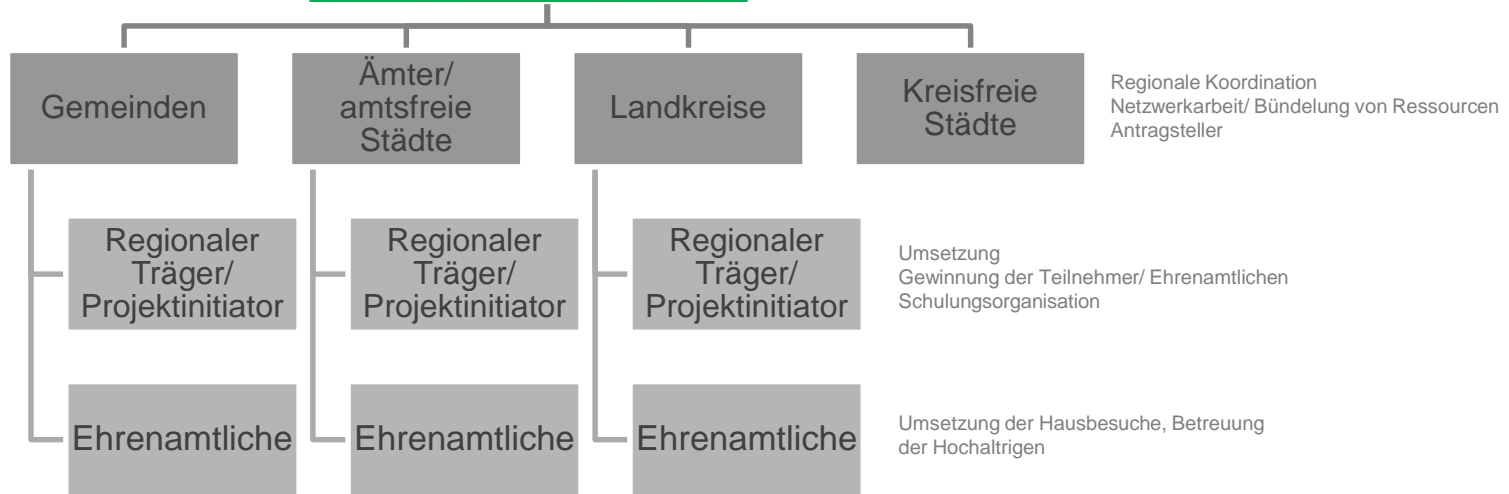 Gemeinden
Ämter/
amtsfreie
Städte
Landkreise
Kreisfreie
Städte
Regionale Koordination
Netzwerkarbeit/ Bündelung von Ressourcen
Antragsteller
Regionaler
Träger/
Projektinitiator
Regionaler
Träger/
Projektinitiator
Regionaler
Träger/
Projektinitiator
Umsetzung
Gewinnung der Teilnehmer/ Ehrenamtlichen
Schulungsorganisation
Ehrenamtliche
Ehrenamtliche
Ehrenamtliche
Umsetzung der Hausbesuche, Betreuung
der Hochaltrigen